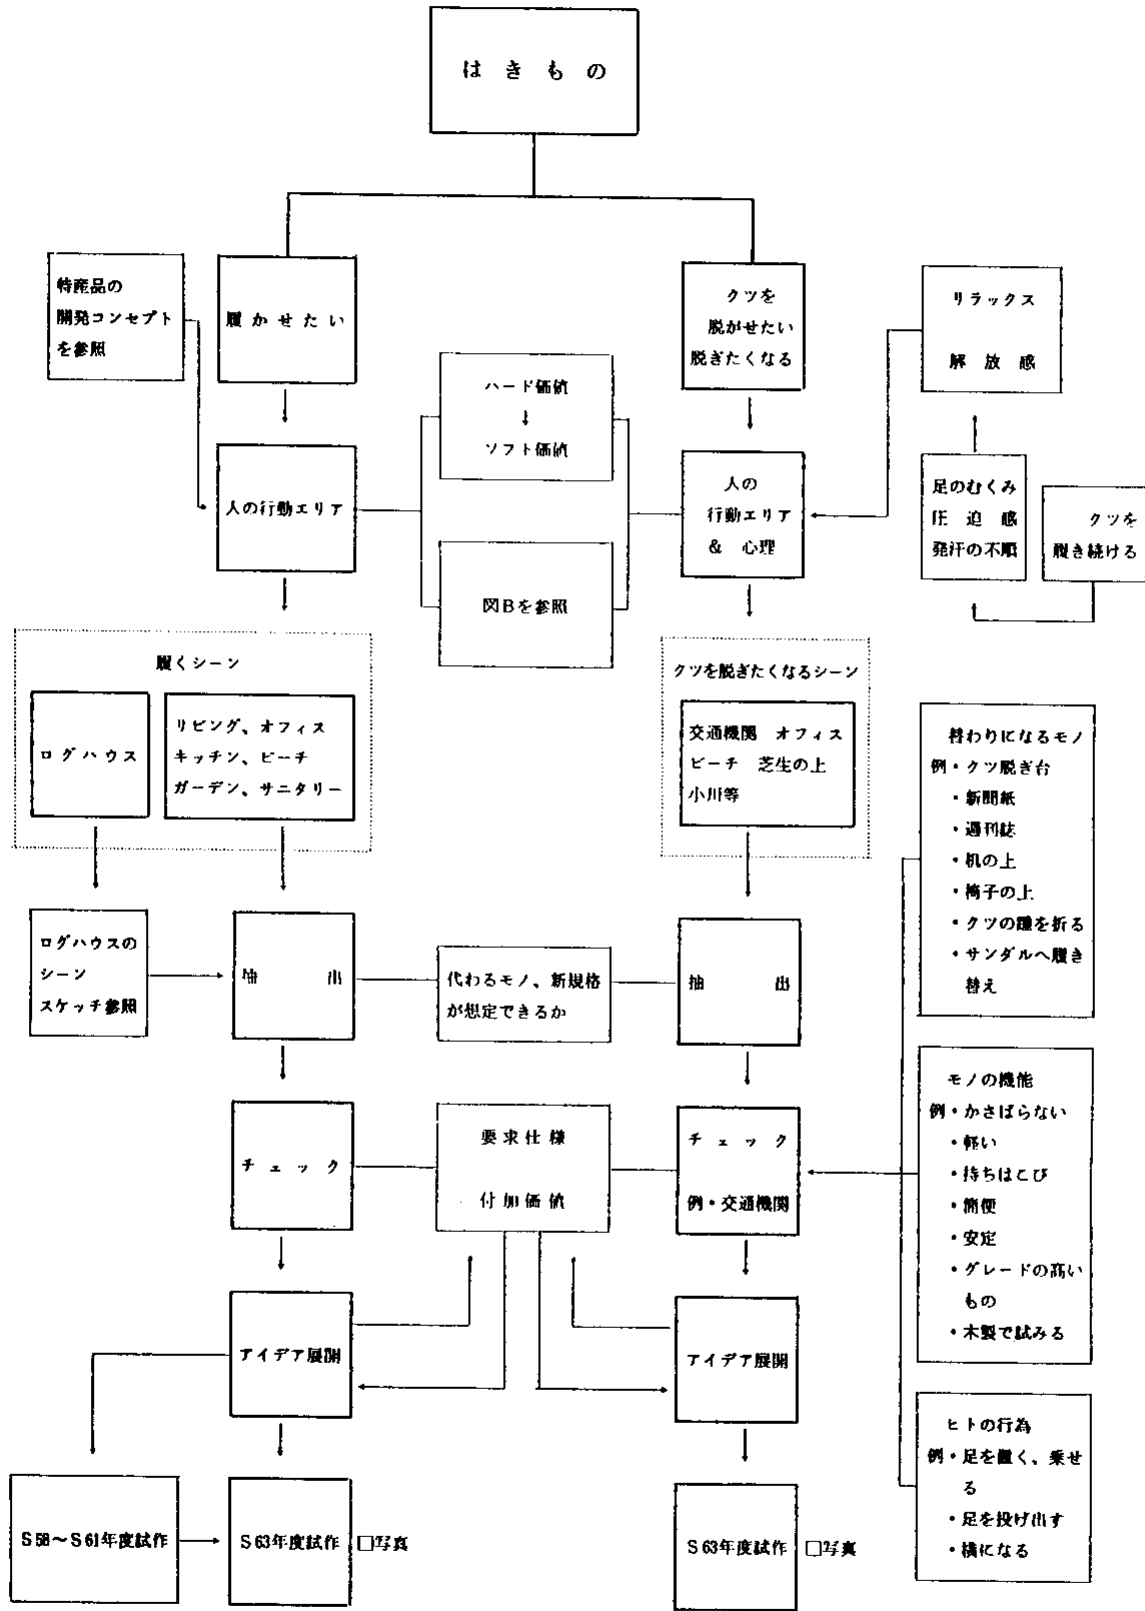 はきもの
特産品の
開発コンセプト
を参照
履かせたい
クツを
脱がせたい
脱ぎたくなる
リラックス
解放感
ハード価値
↓
ソフト価値
人の行動エリア
人の
行動エリア
& 心理
足のむくみ
圧迫感
発汗の不順
クツを
履き続ける
図Bを参照
履くシーン
ログハウス
リビング、オフィス
キッチン、ビーチ
ガーデン、サニタリー
クツを脱ぎたくなるシーン
交通機関 オフィス
ビーチ 芝生の上
小川等
替わりになるモノ
例・クツ脱ぎ台
・新聞紙
・週刊誌
・机の上
・椅子の上
・クツの踵を折る
・サンダルへ履き
替え
ログハウスの
シーン
スケッチ参照
抽出
代わるモノ、新規格
が想定できるか
抽出
チェック
要求仕様
付加価値
チェック
例・交通機関
モノの機能
例・かさばらない
・軽い
・持ちはこび
・簡便
・安定
・グレードの高い
もの
・木製で試みる
アイデア展開
アイデア展開
ヒトの行為
例・足を置く、乗せ
る
・足を投げ出す
・横になる
S58～S61年度試作
S63年度試作 □写真
S63年度試作 □写真